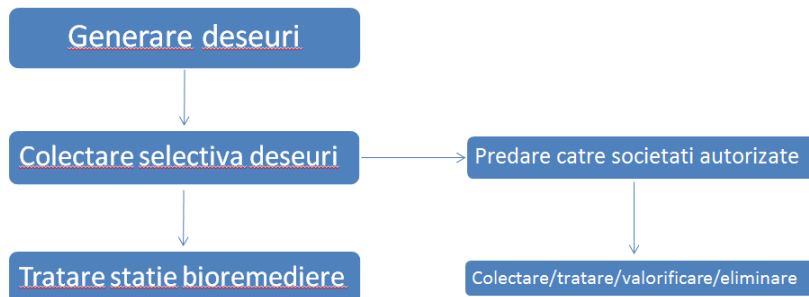 Generare deseuri
Colectare selectiva deseuri
Predare catre societati autorizate
Tratare statie bioremediere
Colectare/tratare/valorificare/eliminare